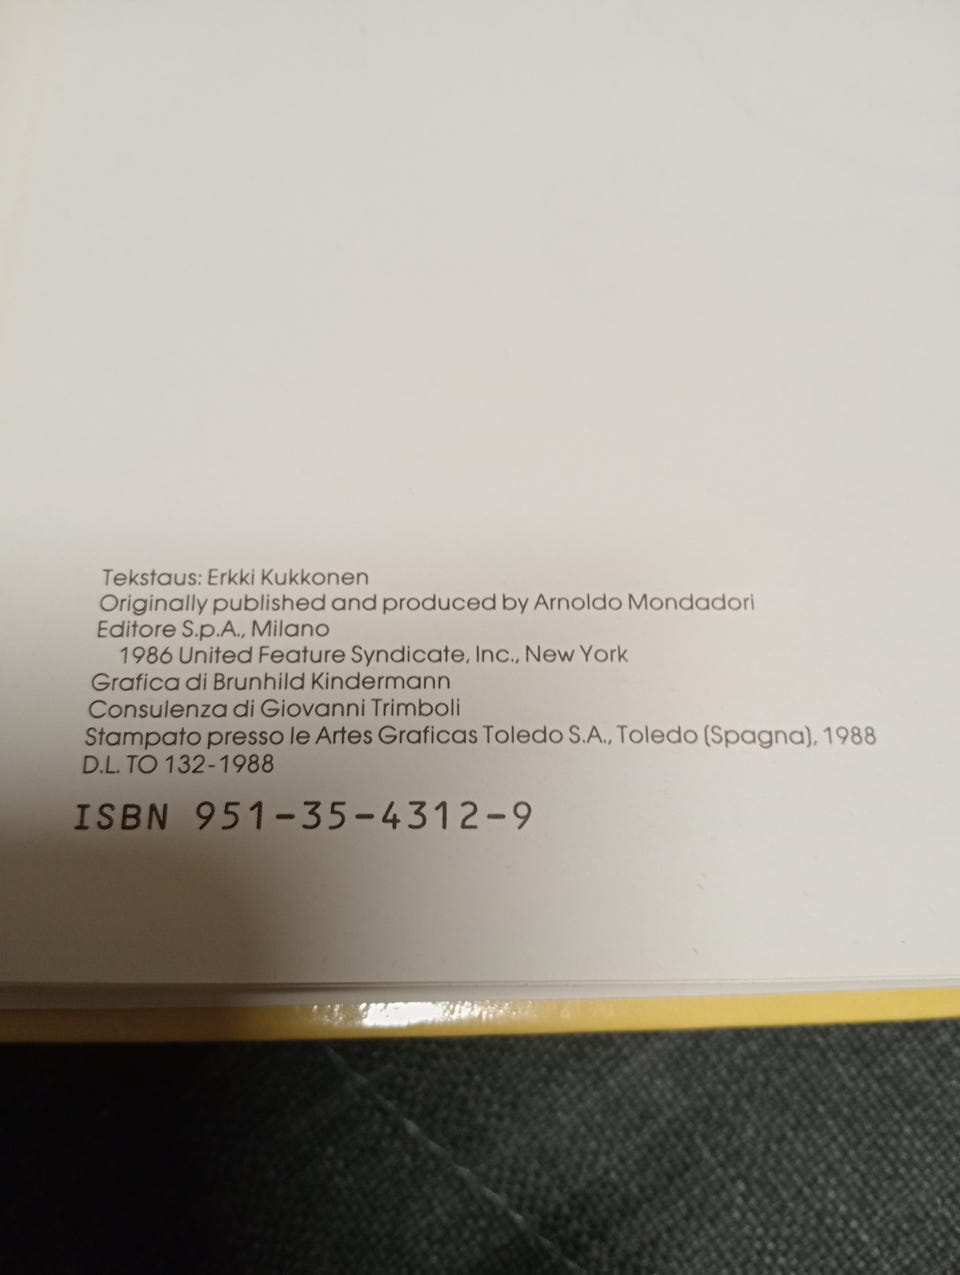 Tekstaus: Erkki Kukkonen
Originally published and produced by Arnoldo Mondadori
Editore S.p.A., Milano
1986 United Feature Syndicate, Inc., New York
Grafica di Brunhild Kindermann
Consulenza di Giovanni Trimboli
Stampato presso le Artes Graficas Toledo S.A., Toledo (Spagna), 1988
D.L. TO 132-1988
ISBN 951-35-4312-9